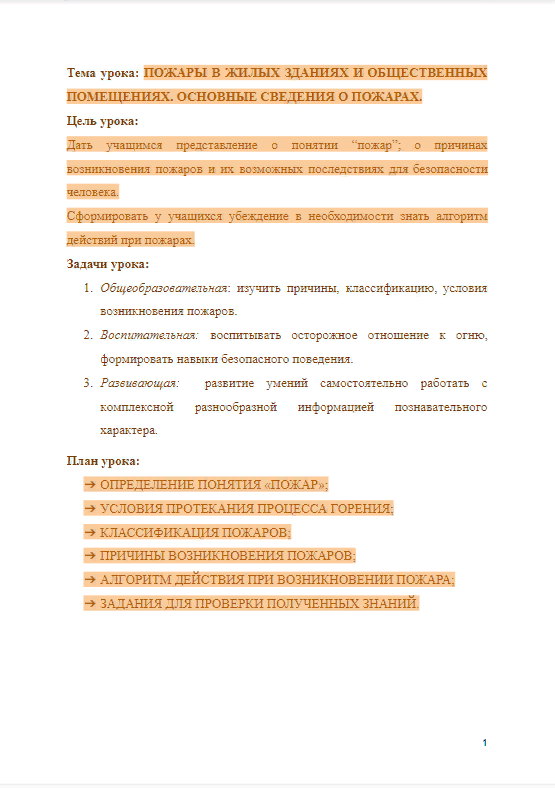 Тема урока: ПОЖАРЫ В ЖИЛЫХ ЗДАНИЯХ И ОБЩЕСТВЕННЫХ
ПОМЕЩЕНИЯХ. ОСНОВНЫЕ СВЕДЕНИЯ О ПОЖАРАХ.
Цель урока:
Дать учащимся представление о понятии “пожар”; о причинах
возникновения пожаров и их возможных последствиях для безопасности
человека.
Сформировать у учащихся убеждение в необходимости знать алгоритм
действий при пожарах.
Задачи урока:
1. Общеобразовательная: изучить причины, классификацию, условия
возникновения пожаров.
2. Воспитательная: воспитывать осторожное отношение к огню,
формировать навыки безопасного поведения.
3. Развивающая: развитие умений самостоятельно работать с
комплексной разнообразной информацией познавательного
характера.
План урока:
➔ ОПРЕДЕЛЕНИЕ ПОНЯТИЯ «ПОЖАР»;
➔ УСЛОВИЯ ПРОТЕКАНИЯ ПРОЦЕССА ГОРЕНИЯ;
➔ КЛАССИФИКАЦИЯ ПОЖАРОВ;
➔ ПРИЧИНЫ ВОЗНИКНОВЕНИЯ ПОЖАРОВ;
➔ АЛГОРИТМ ДЕЙСТВИЯ ПРИ ВОЗНИКНОВЕНИИ ПОЖАРА;
➔ ЗАДАНИЯ ДЛЯ ПРОВЕРКИ ПОЛУЧЕННЫХ ЗНАНИЙ.
1